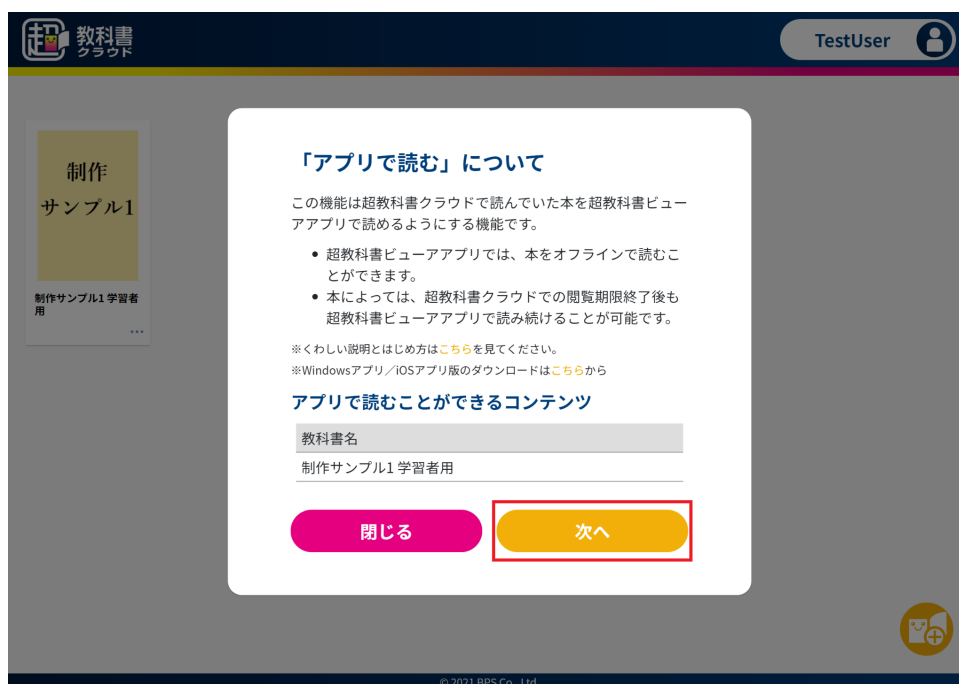 超 教科書
クラウド
TestUser
制作
サンプル1
制作サンプル1 学習者
用
…
「アプリで読む」について
この機能は超教科書クラウドで読んでいた本を超教科書ビュー
アアプリで読めるようにする機能です。
• 超教科書ビューアアプリでは、本をオフラインで読むこ
とができます。
• 本によっては、超教科書クラウドでの閲覧期限終了後も
超教科書ビューアアプリで読み続けることが可能です。
※くわしい説明とはじめ方はこちらを見てください。
※Windowsアプリ／iOSアプリ版のダウンロードはこちらから
アプリで読むことができるコンテンツ
教科書名
制作サンプル1 学習者用
閉じる
次へ
© 2021 BPS Co., Ltd.